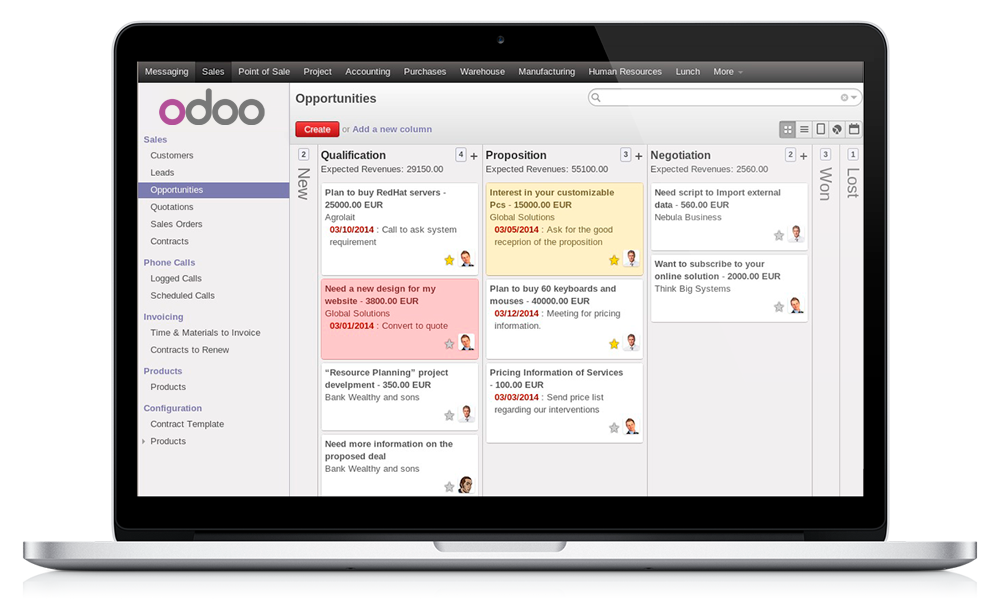 Messaging Sales Point of Sale Project Accounting Purchases Warehouse Manufacturing Human Resources Lunch More
odoo
Sales
Customers
Leads
Opportunities
Quotations
Sales Orders
Contracts
Phone Calls
Logged Calls
Scheduled Calls
Invoicing
Time & Materials to Invoice
Contracts to Renew
Products
Products
Configuration
Contract Template
Products
Opportunities
Create or Add a new column
2
New
Qualification 4 +
Expected Revenues: 29150.00
Plan to buy RedHat servers -
25000.00 EUR
Agrolait
03/10/2014 : Call to ask system
requirement
Need a new design for my
website - 3800.00 EUR
Global Solutions
03/01/2014 : Convert to quote
“Resource Planning” project
develpment - 350.00 EUR
Bank Wealthy and sons
Need more information on the
proposed deal
Bank Wealthy and sons
Proposition 3 +
Expected Revenues: 55100.00
Interest in your customizable
Pcs - 15000.00 EUR
Global Solutions
03/05/2014 : Ask for the good
receprion of the proposition
Plan to buy 60 keyboards and
mouses - 40000.00 EUR
03/12/2014 : Meeting for pricing
information.
Pricing Information of Services
- 100.00 EUR
03/03/2014 : Send price list
regarding our interventions
Negotiation 2 +
Expected Revenues: 2560.00
Need script to Import external
data - 560.00 EUR
Nebula Business
Want to subscribe to your
online solution - 2000.00 EUR
Think Big Systems
3
Won
1
Lost